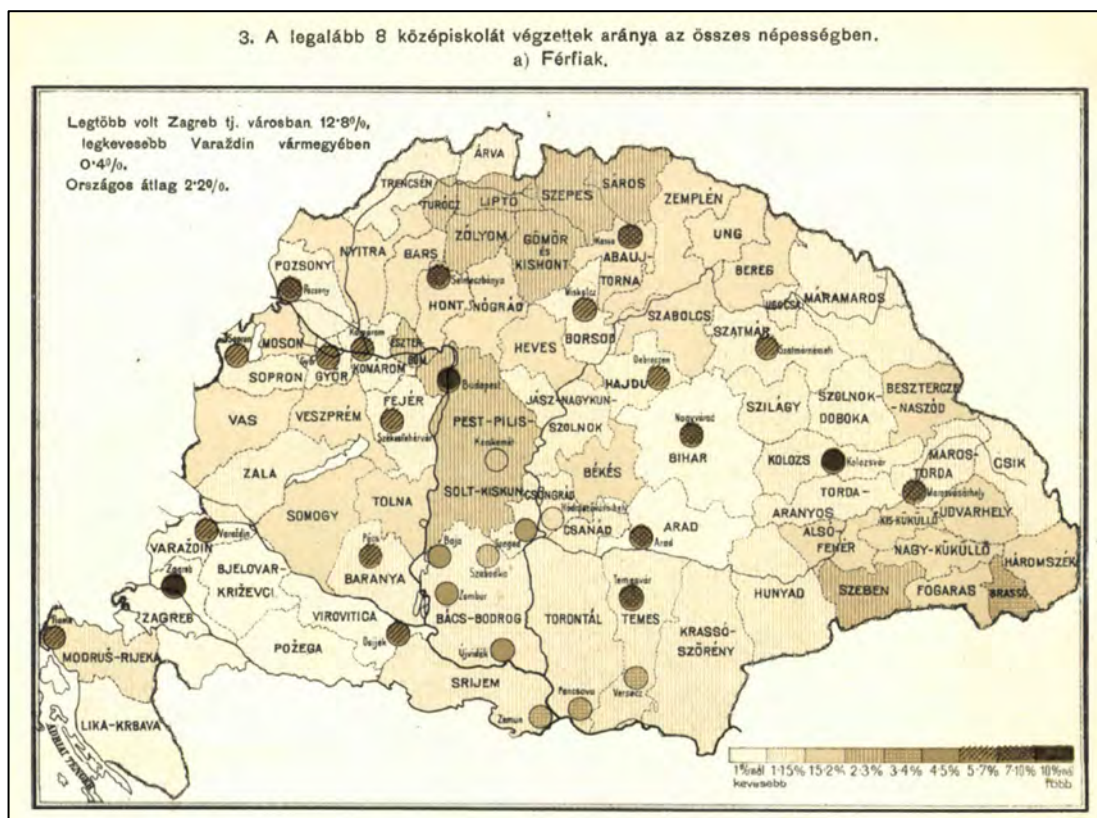 3. A legalább 8 középiskolát végzettek aránya az összes népességben.
a) Férfiak.
Legtöbb volt Zagreb tj. városban 12·8%,
legkevesebb Varaždin vármegyében
0·4%.
Országos átlag 2·2%.
ÁRVA
TRENCSÉN
TUROCZ
LIPTÓ
SZEPES
SÁROS
ZEMPLÉN
UNG
NYITRA
BARS
ZÓLYOM
GÖMÖR
ÉS
KISHONT
Kassa
ABAUJ-
TORNA
BEREG
POZSONY
Pozsony
Selmeczbánya
HONT
NÓGRÁD
Miskolcz
BORSOD
SZABOLCS
UGOCSA
MÁRAMAROS
SZATMÁR
Szatmárnémeti
Sopron
MOSON
SOPRON
Győr
GYŐR
Komárom
KOMÁROM
ESZTER-
GOM
HEVES
Debreczen
HAJDU
Budapest
VAS
VESZPRÉM
FEJÉR
Székesfehérvár
PEST-PILIS-
JÁSZ-NAGYKUN-
SZOLNOK
SZILÁGY
SZOLNOK-
DOBOKA
BESZTERCZE
NASZÓD
Nagyvárad
BIHAR
Kecskemét
ZALA
SOLT-KISKUN
BÉKÉS
KOLOZS
Kolozsvár
MAROS-
TORDA
CSIK
Marosvásárhely
TOLNA
SOMOGY
CSONGRÁD
Hódmezővásárhely
CSANÁD
ARAD
Arad
TORDA-
ARANYOS
KIS-KÜKÜLLŐ
UDVARHELY
ALSÓ-
FEHÉR
NAGY-KÜKÜLLŐ
HÁROMSZÉK
Varaždin
VARAŽDIN
Pécs
BARANYA
Baja
Szeged
Szabadka
Zagreb
BJELOVAR-
KRIŽEVCI
Zombor
Temesvár
HUNYAD
SZEBEN
FOGARAS
BRASSÓ
ZAGREB
VIROVITICA
BÁCS-BODROG
TORONTÁL
TEMES
KRASSÓ-
SZÖRÉNY
MODRUŠ-RIJEKA
POŽEGA
Osijek
Ujvidék
SRIJEM
Versecz
Zemun
Pancsova
LIKA-KRBAVA
ADRIAI TENGER
1%nál 1-1·5% 1·5-2% 2-3% 3-4% 4-5% 5-7% 7-10% 10%nál
kevesebb több